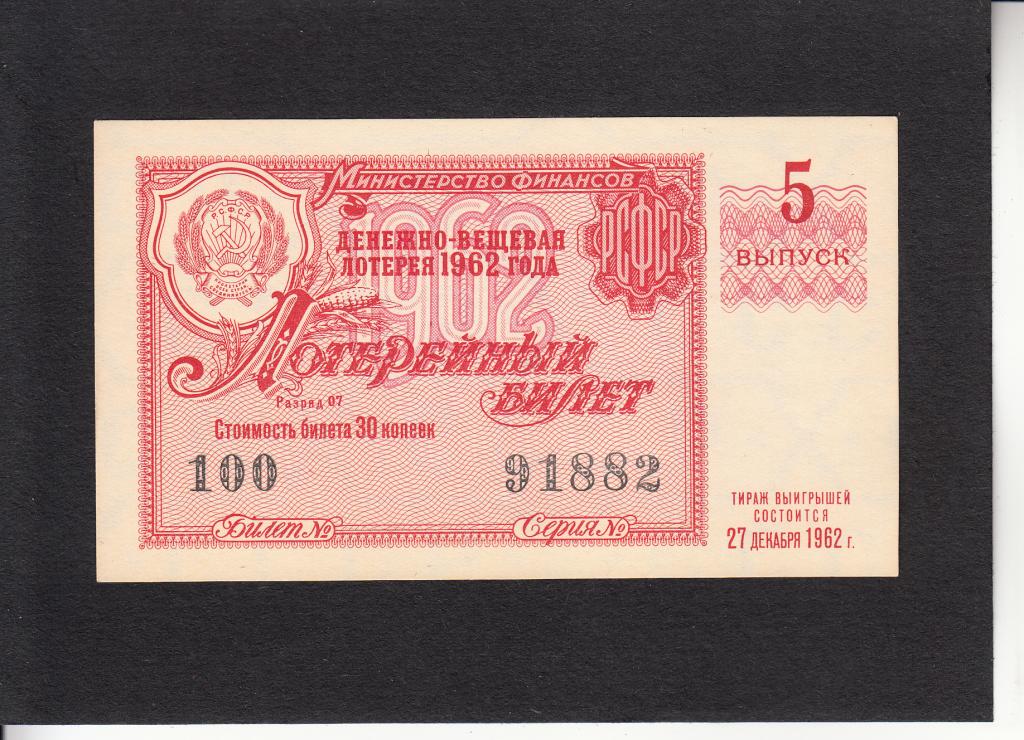 Министерство финансов
РСФСР
1962
ДЕНЕЖНО-ВЕЩЕВАЯ
ЛОТЕРЕЯ 1962 ГОДА
РСФСР
Лотерейный
билет
Разряд 07
Стоимость билета 30 копеек
100 91882
Билет № Серия №
5
ВЫПУСК
ТИРАЖ ВЫИГРЫШЕЙ
СОСТОИТСЯ
27 ДЕКАБРЯ 1962 г.